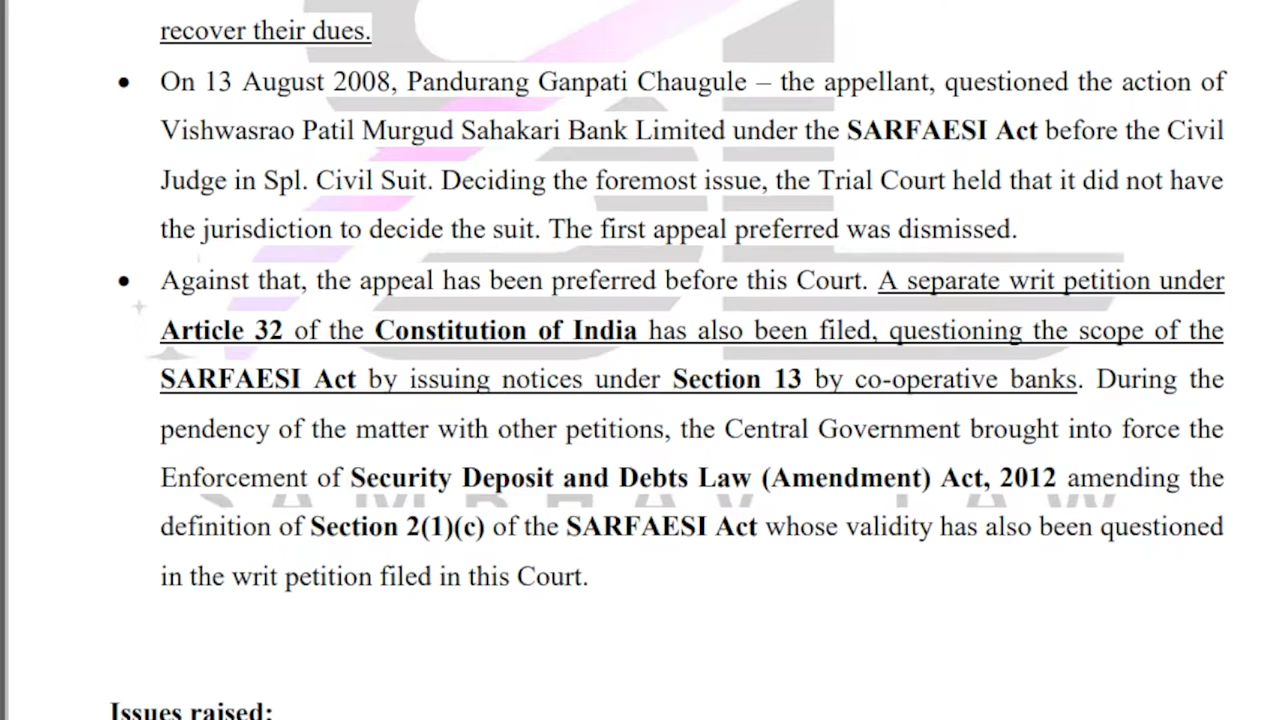 recover their dues.
• On 13 August 2008, Pandurang Ganpati Chaugule – the appellant, questioned the action of
Vishwasrao Patil Murgud Sahakari Bank Limited under the SARFAESI Act before the Civil
Judge in Spl. Civil Suit. Deciding the foremost issue, the Trial Court held that it did not have
the jurisdiction to decide the suit. The first appeal preferred was dismissed.
• Against that, the appeal has been preferred before this Court. A separate writ petition under
Article 32 of the Constitution of India has also been filed, questioning the scope of the
SARFAESI Act by issuing notices under Section 13 by co-operative banks. During the
pendency of the matter with other petitions, the Central Government brought into force the
Enforcement of Security Deposit and Debts Law (Amendment) Act, 2012 amending the
SAMBHAV LAW
definition of Section 2(1)(c) of the SARFAESI Act whose validity has also been questioned
in the writ petition filed in this Court.
Issues raised: